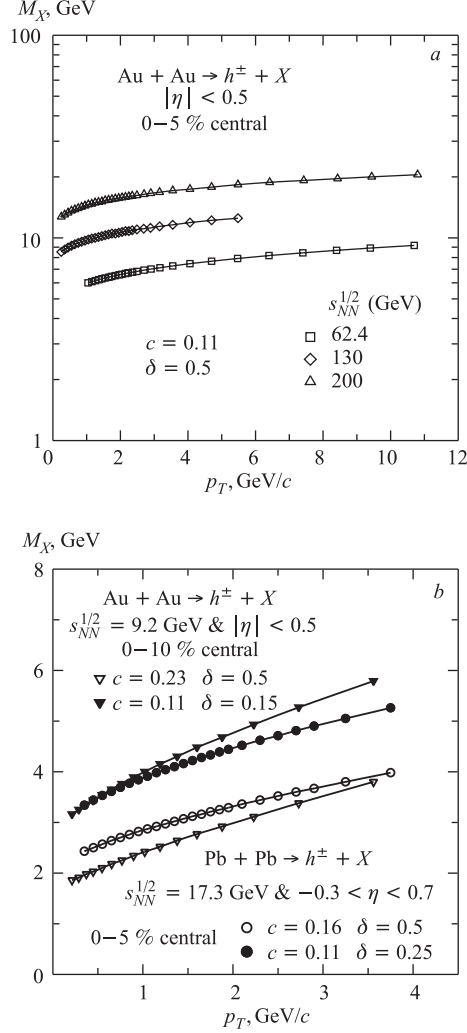 M_X, GeV
100
a
Au + Au → h± + X
|η| < 0.5
0−5 % central
10
s_NN^1/2 (GeV)
c = 0.11
□ 62.4
δ = 0.5
◇ 130
△ 200
1
0 2 4 6 8 10 12
p_T, GeV/c
M_X, GeV
8
b
Au + Au → h± + X
s_NN^1/2 = 9.2 GeV & |η| < 0.5
0−10 % central
▽ c = 0.23 δ = 0.5
▼ c = 0.11 δ = 0.15
6
4
Pb + Pb → h± + X
2
s_NN^1/2 = 17.3 GeV & −0.3 < η < 0.7
○ c = 0.16 δ = 0.5
0−5 % central
● c = 0.11 δ = 0.25
0
1 2 3 4
p_T, GeV/c